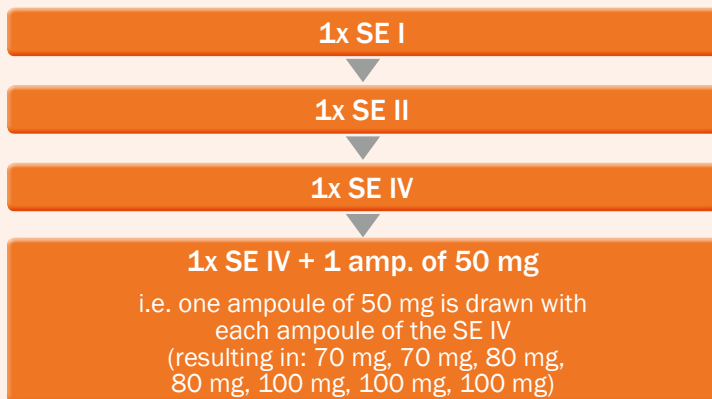 1x SE I
1x SE II
1x SE IV
1x SE IV + 1 amp. of 50 mg
i.e. one ampoule of 50 mg is drawn with
each ampoule of the SE IV
(resulting in: 70 mg, 70 mg, 80 mg,
80 mg, 100 mg, 100 mg, 100 mg)